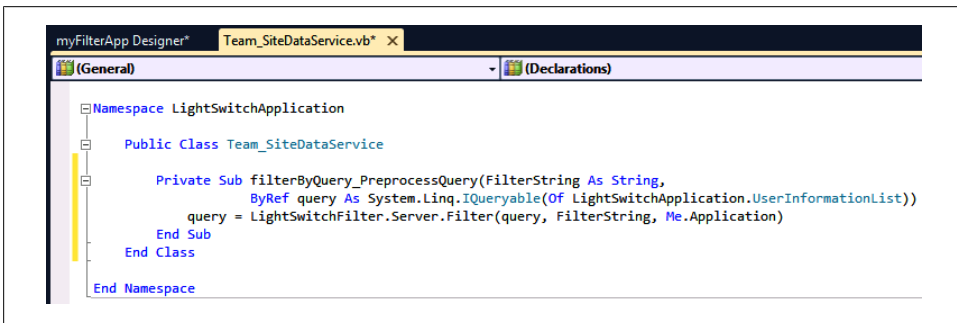 myFilterApp Designer* Team_SiteDataService.vb* X
(General) (Declarations)
Namespace LightSwitchApplication
Public Class Team_SiteDataService
Private Sub filterByQuery_PreprocessQuery(FilterString As String,
ByRef query As System.Linq.IQueryable(Of LightSwitchApplication.UserInformationList))
query = LightSwitchFilter.Server.Filter(query, FilterString, Me.Application)
End Sub
End Class
End Namespace